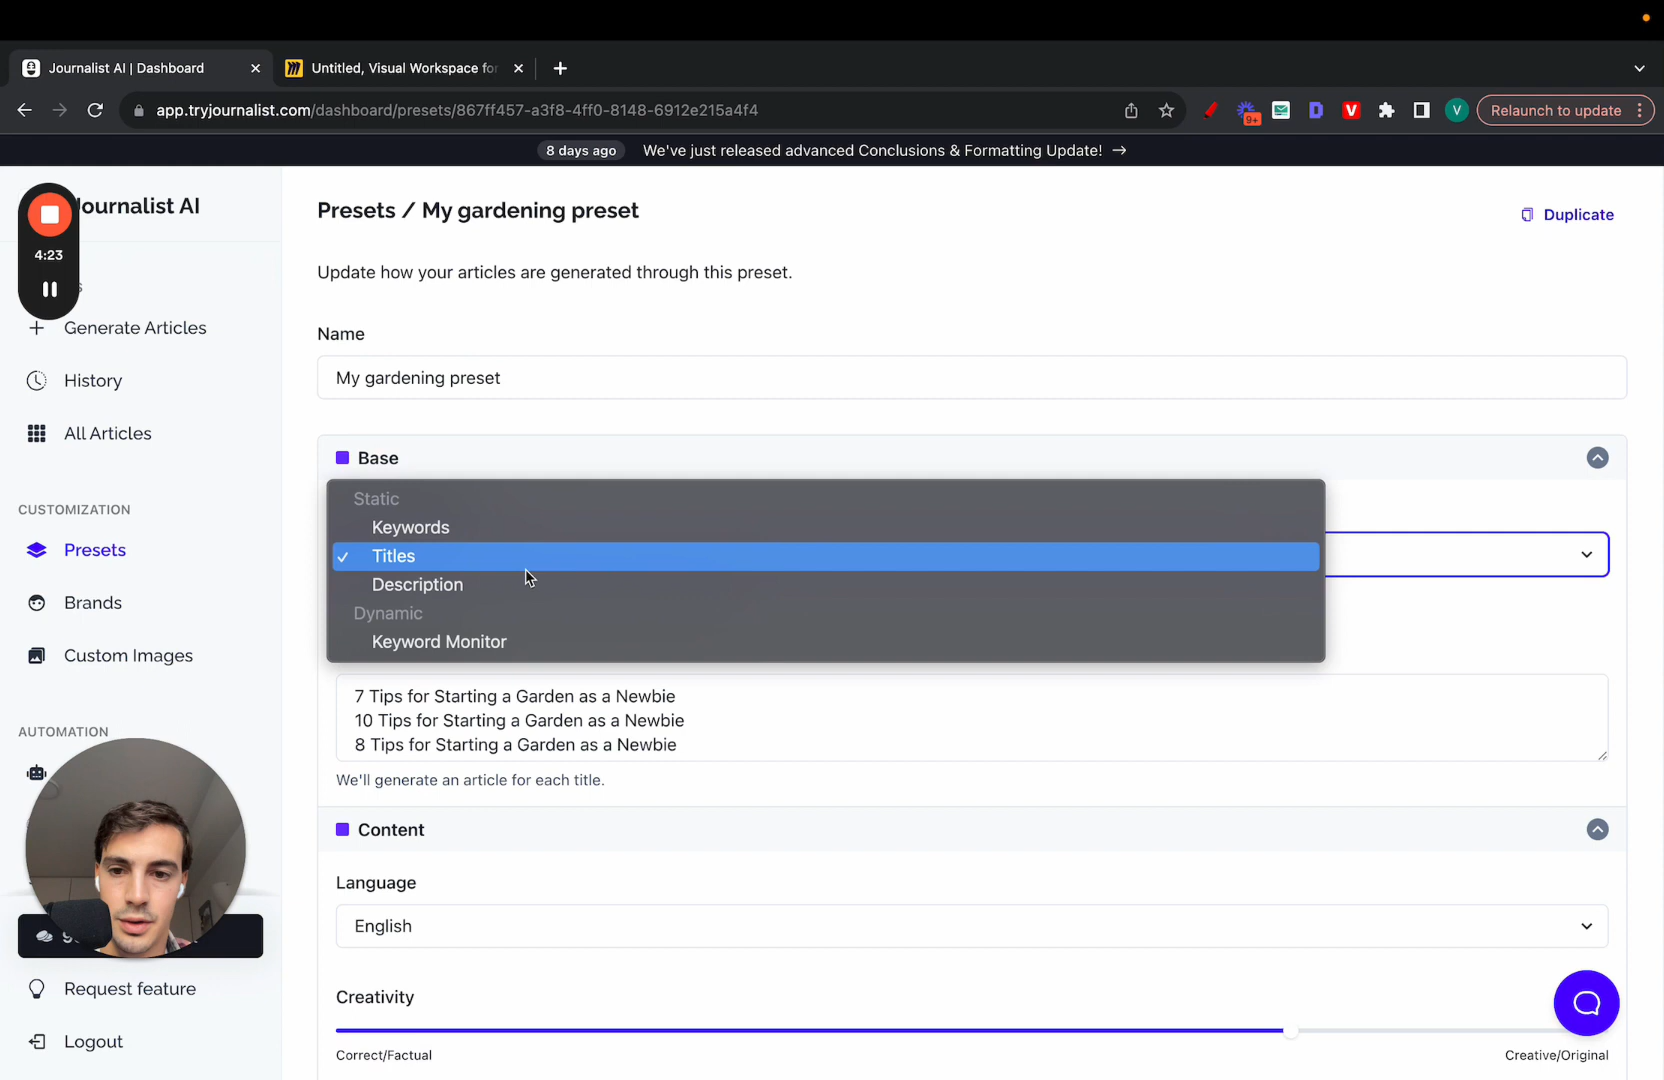 Journalist AI | Dashboard
Untitled, Visual Workspace for
app.tryjournalist.com/dashboard/presets/867ff457-a3f8-4ff0-8148-6912e215a4f4
9+
D
V
V
Relaunch to update
8 days ago
We've just released advanced Conclusions & Formatting Update! →
Journalist AI
4:23
Generate Articles
History
All Articles
CUSTOMIZATION
Presets
Brands
Custom Images
AUTOMATION
Request feature
Logout
Presets / My gardening preset
Duplicate
Update how your articles are generated through this preset.
Name
My gardening preset
Base
Static
Keywords
✓ Titles
Description
Dynamic
Keyword Monitor
7 Tips for Starting a Garden as a Newbie
10 Tips for Starting a Garden as a Newbie
8 Tips for Starting a Garden as a Newbie
We'll generate an article for each title.
Content
Language
English
Creativity
Correct/Factual
Creative/Original